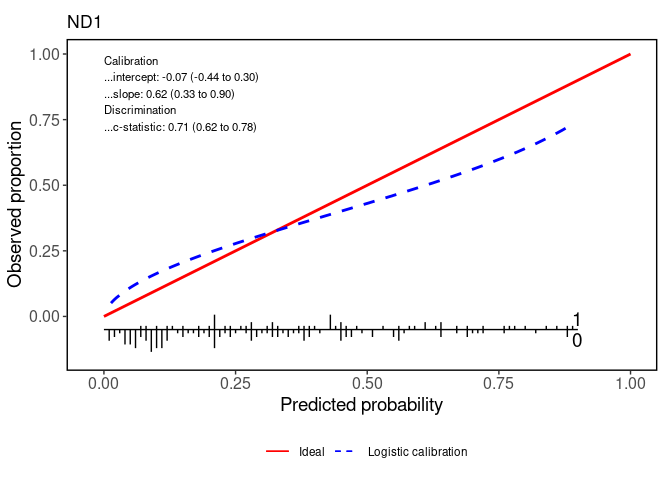 ND1
Calibration
...intercept: -0.07 (-0.44 to 0.30)
...slope: 0.62 (0.33 to 0.90)
Discrimination
...c-statistic: 0.71 (0.62 to 0.78)
Observed proportion
1.00
0.75
0.50
0.25
0.00
1
0
0.00 0.25 0.50 0.75 1.00
Predicted probability
Ideal Logistic calibration